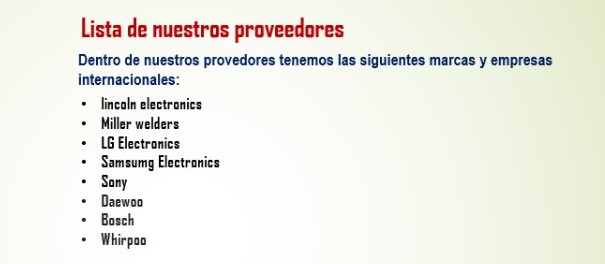 Lista de nuestros proveedores
Dentro de nuestros provedores tenemos las siguientes marcas y empresas
internacionales:
• lincoln electronics
• Miller welders
• LG Electronics
• Samsumg Electronics
• Sony
• Daewoo
• Bosch
• Whirpoo